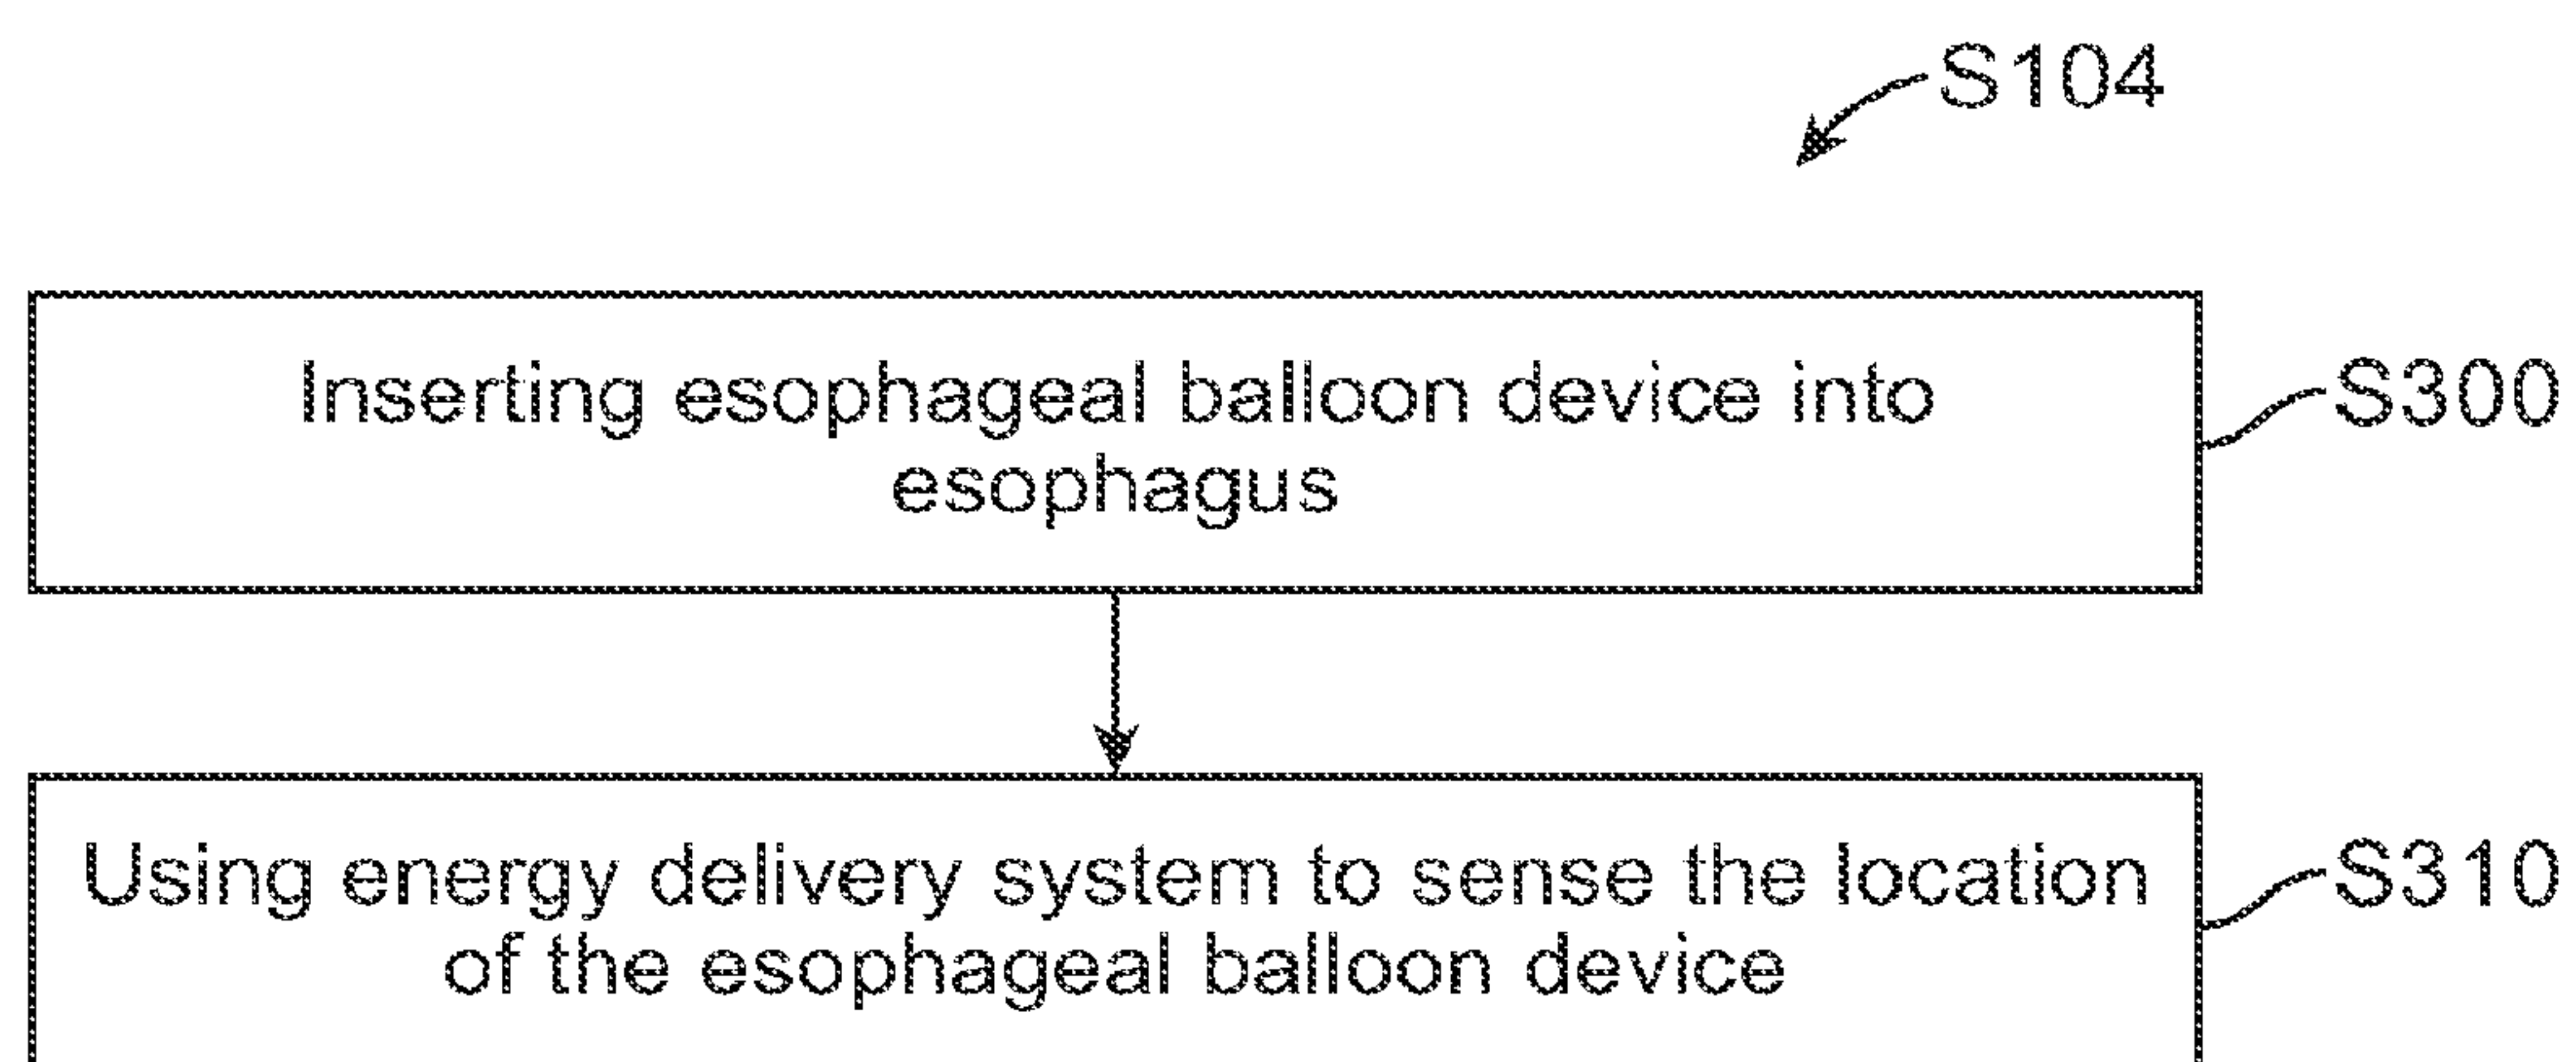 S104
Inserting esophageal balloon device into
esophagus
S300
Using energy delivery system to sense the location
of the esophageal balloon device
S310